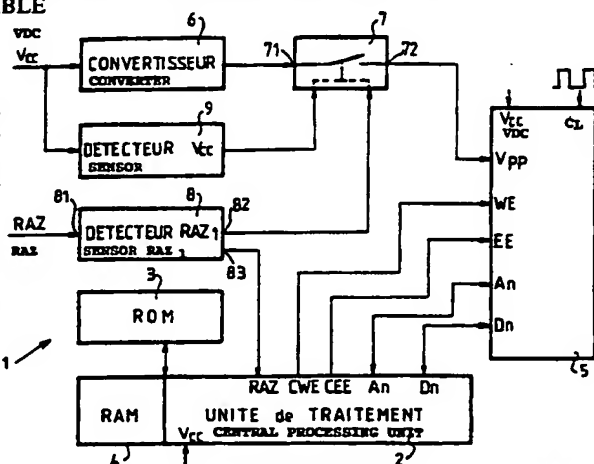 BLE
VDC
Vcc
6
CONVERTISSEUR
CONVERTER
7
71
72
9
DETECTEUR Vcc
SENSOR
8
81
RAZ
RAZ
DETECTEUR RAZ1
SENSOR RAZ 1
82
83
3
ROM
1
RAM
4
RAZ CWE CEE An Dn
UNITE de TRAITEMENT
CENTRAL PROCESSING UNIT
Vcc
2
Vcc
VDC
CL
Vpp
WE
EE
An
Dn
5